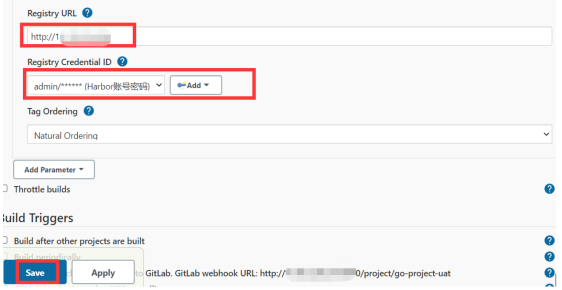 Registry URL ?
http://1
Registry Credential ID ?
admin/****** (Harbor账号密码) Add
Tag Ordering ?
Natural Ordering
Add Parameter
Throttle builds ?
Build Triggers
Build after other projects are built ?
Build periodically ?
Save Apply to GitLab. GitLab webhook URL: http:// 0/project/go-project-uat ?